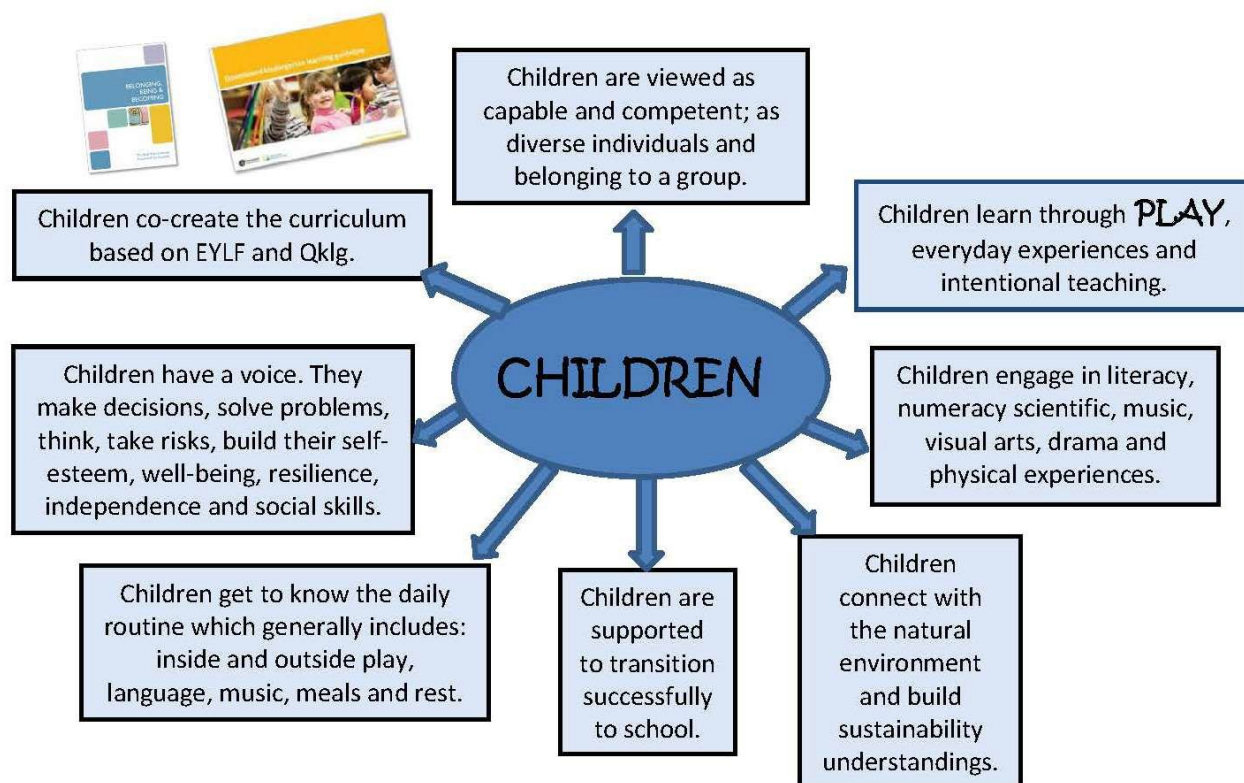 BELONGING,
BEING &
BECOMING
Queensland kindergarten learning guideline
Children are viewed as
capable and competent; as
diverse individuals and
belonging to a group.
Children co-create the curriculum
based on EYLF and Qklg.
Children learn through PLAY,
everyday experiences and
intentional teaching.
CHILDREN
Children have a voice. They
make decisions, solve problems,
think, take risks, build their self-
esteem, well-being, resilience,
independence and social skills.
Children engage in literacy,
numeracy scientific, music,
visual arts, drama and
physical experiences.
Children get to know the daily
routine which generally includes:
inside and outside play,
language, music, meals and rest.
Children are
supported
to transition
successfully
to school.
Children
connect with
the natural
environment
and build
sustainability
understandings.